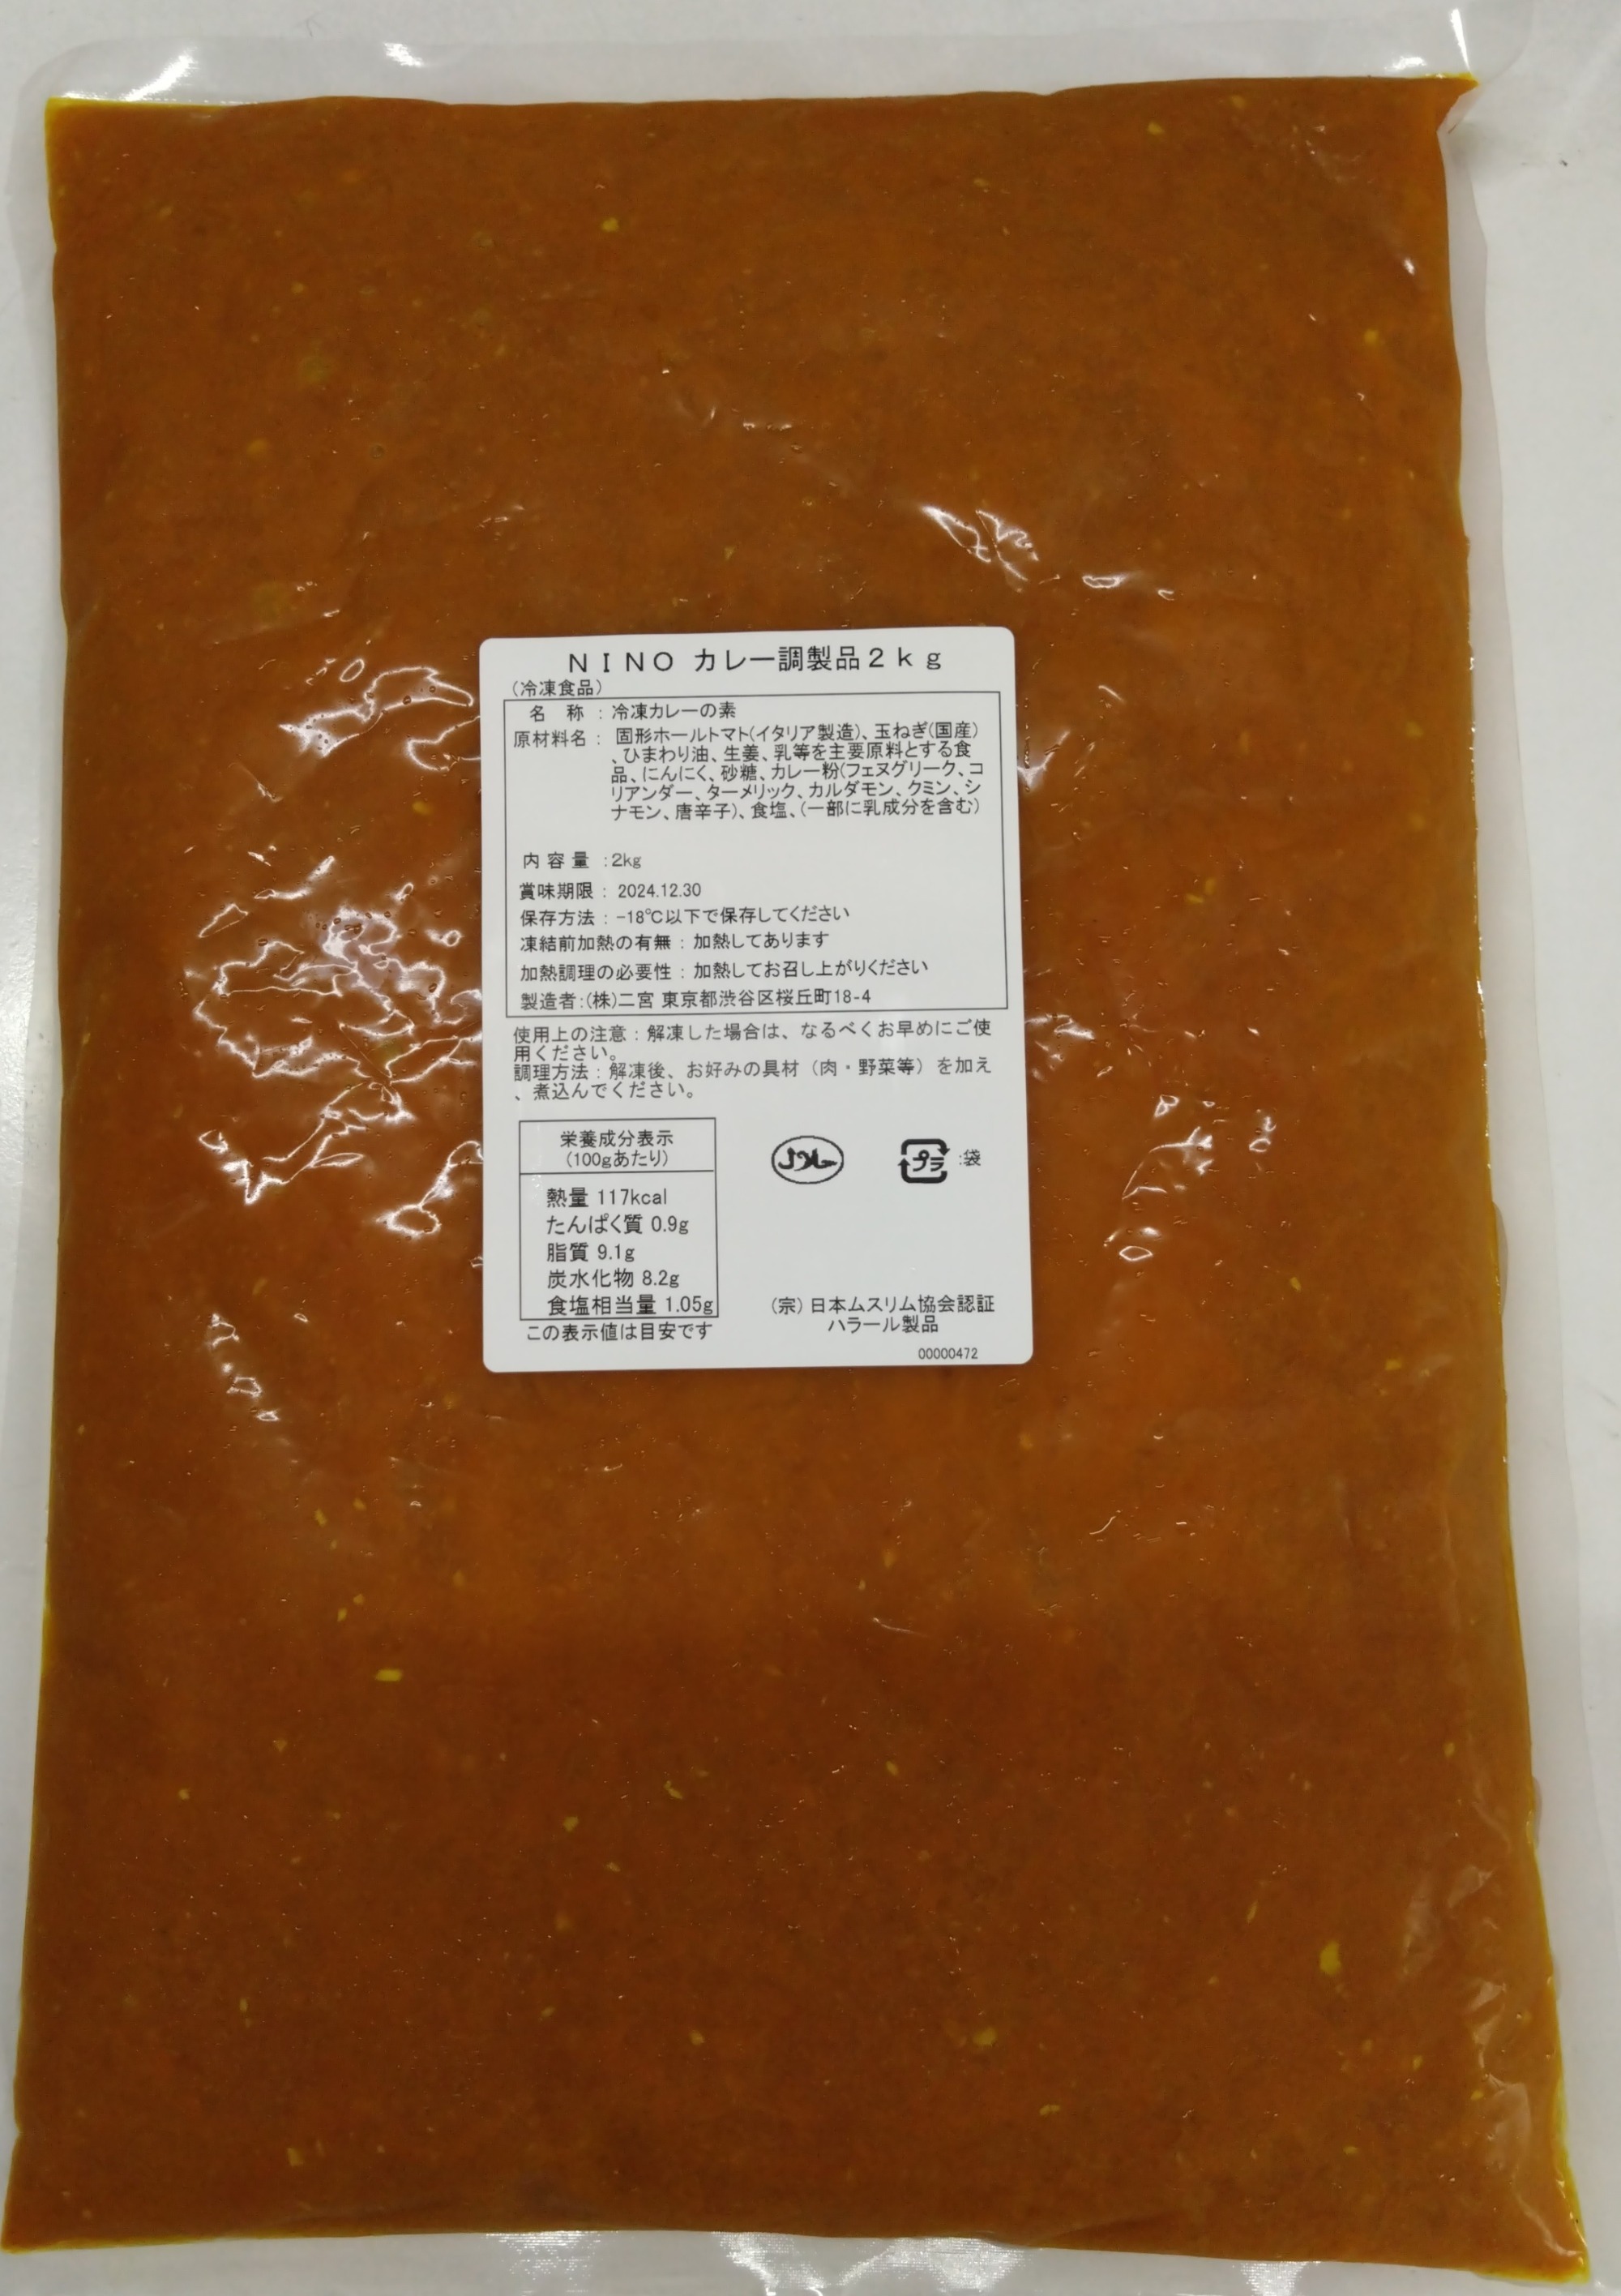 NINO カレー調製品2kg
(冷凍食品)
名 称 : 冷凍カレーの素
原材料名 : 固形ホールトマト(イタリア製造)、玉ねぎ(国産)
、ひまわり油、生姜、乳等を主要原料とする食
品、にんにく、砂糖、カレー粉(フェヌグリーク、コ
リアンダー、ターメリック、カルダモン、クミン、シ
ナモン、唐辛子)、食塩、(一部に乳成分を含む)
内 容 量 :2kg
賞味期限 : 2024.12.30
保存方法 : -18℃以下で保存してください
凍結前加熱の有無 : 加熱してあります
加熱調理の必要性 : 加熱してお召し上がりください
製造者:(株)二宮 東京都渋谷区桜丘町18-4
使用上の注意 : 解凍した場合は、なるべくお早めにご使
用ください。
調理方法 : 解凍後、お好みの具材(肉・野菜等)を加え
、煮込んでください。
栄養成分表示
(100gあたり)
熱量 117kcal
たんぱく質 0.9g
脂質 9.1g
炭水化物 8.2g
食塩相当量 1.05g
この表示値は目安です
حلال
プラ :袋
(宗)日本ムスリム協会認証
ハラール製品
00000472